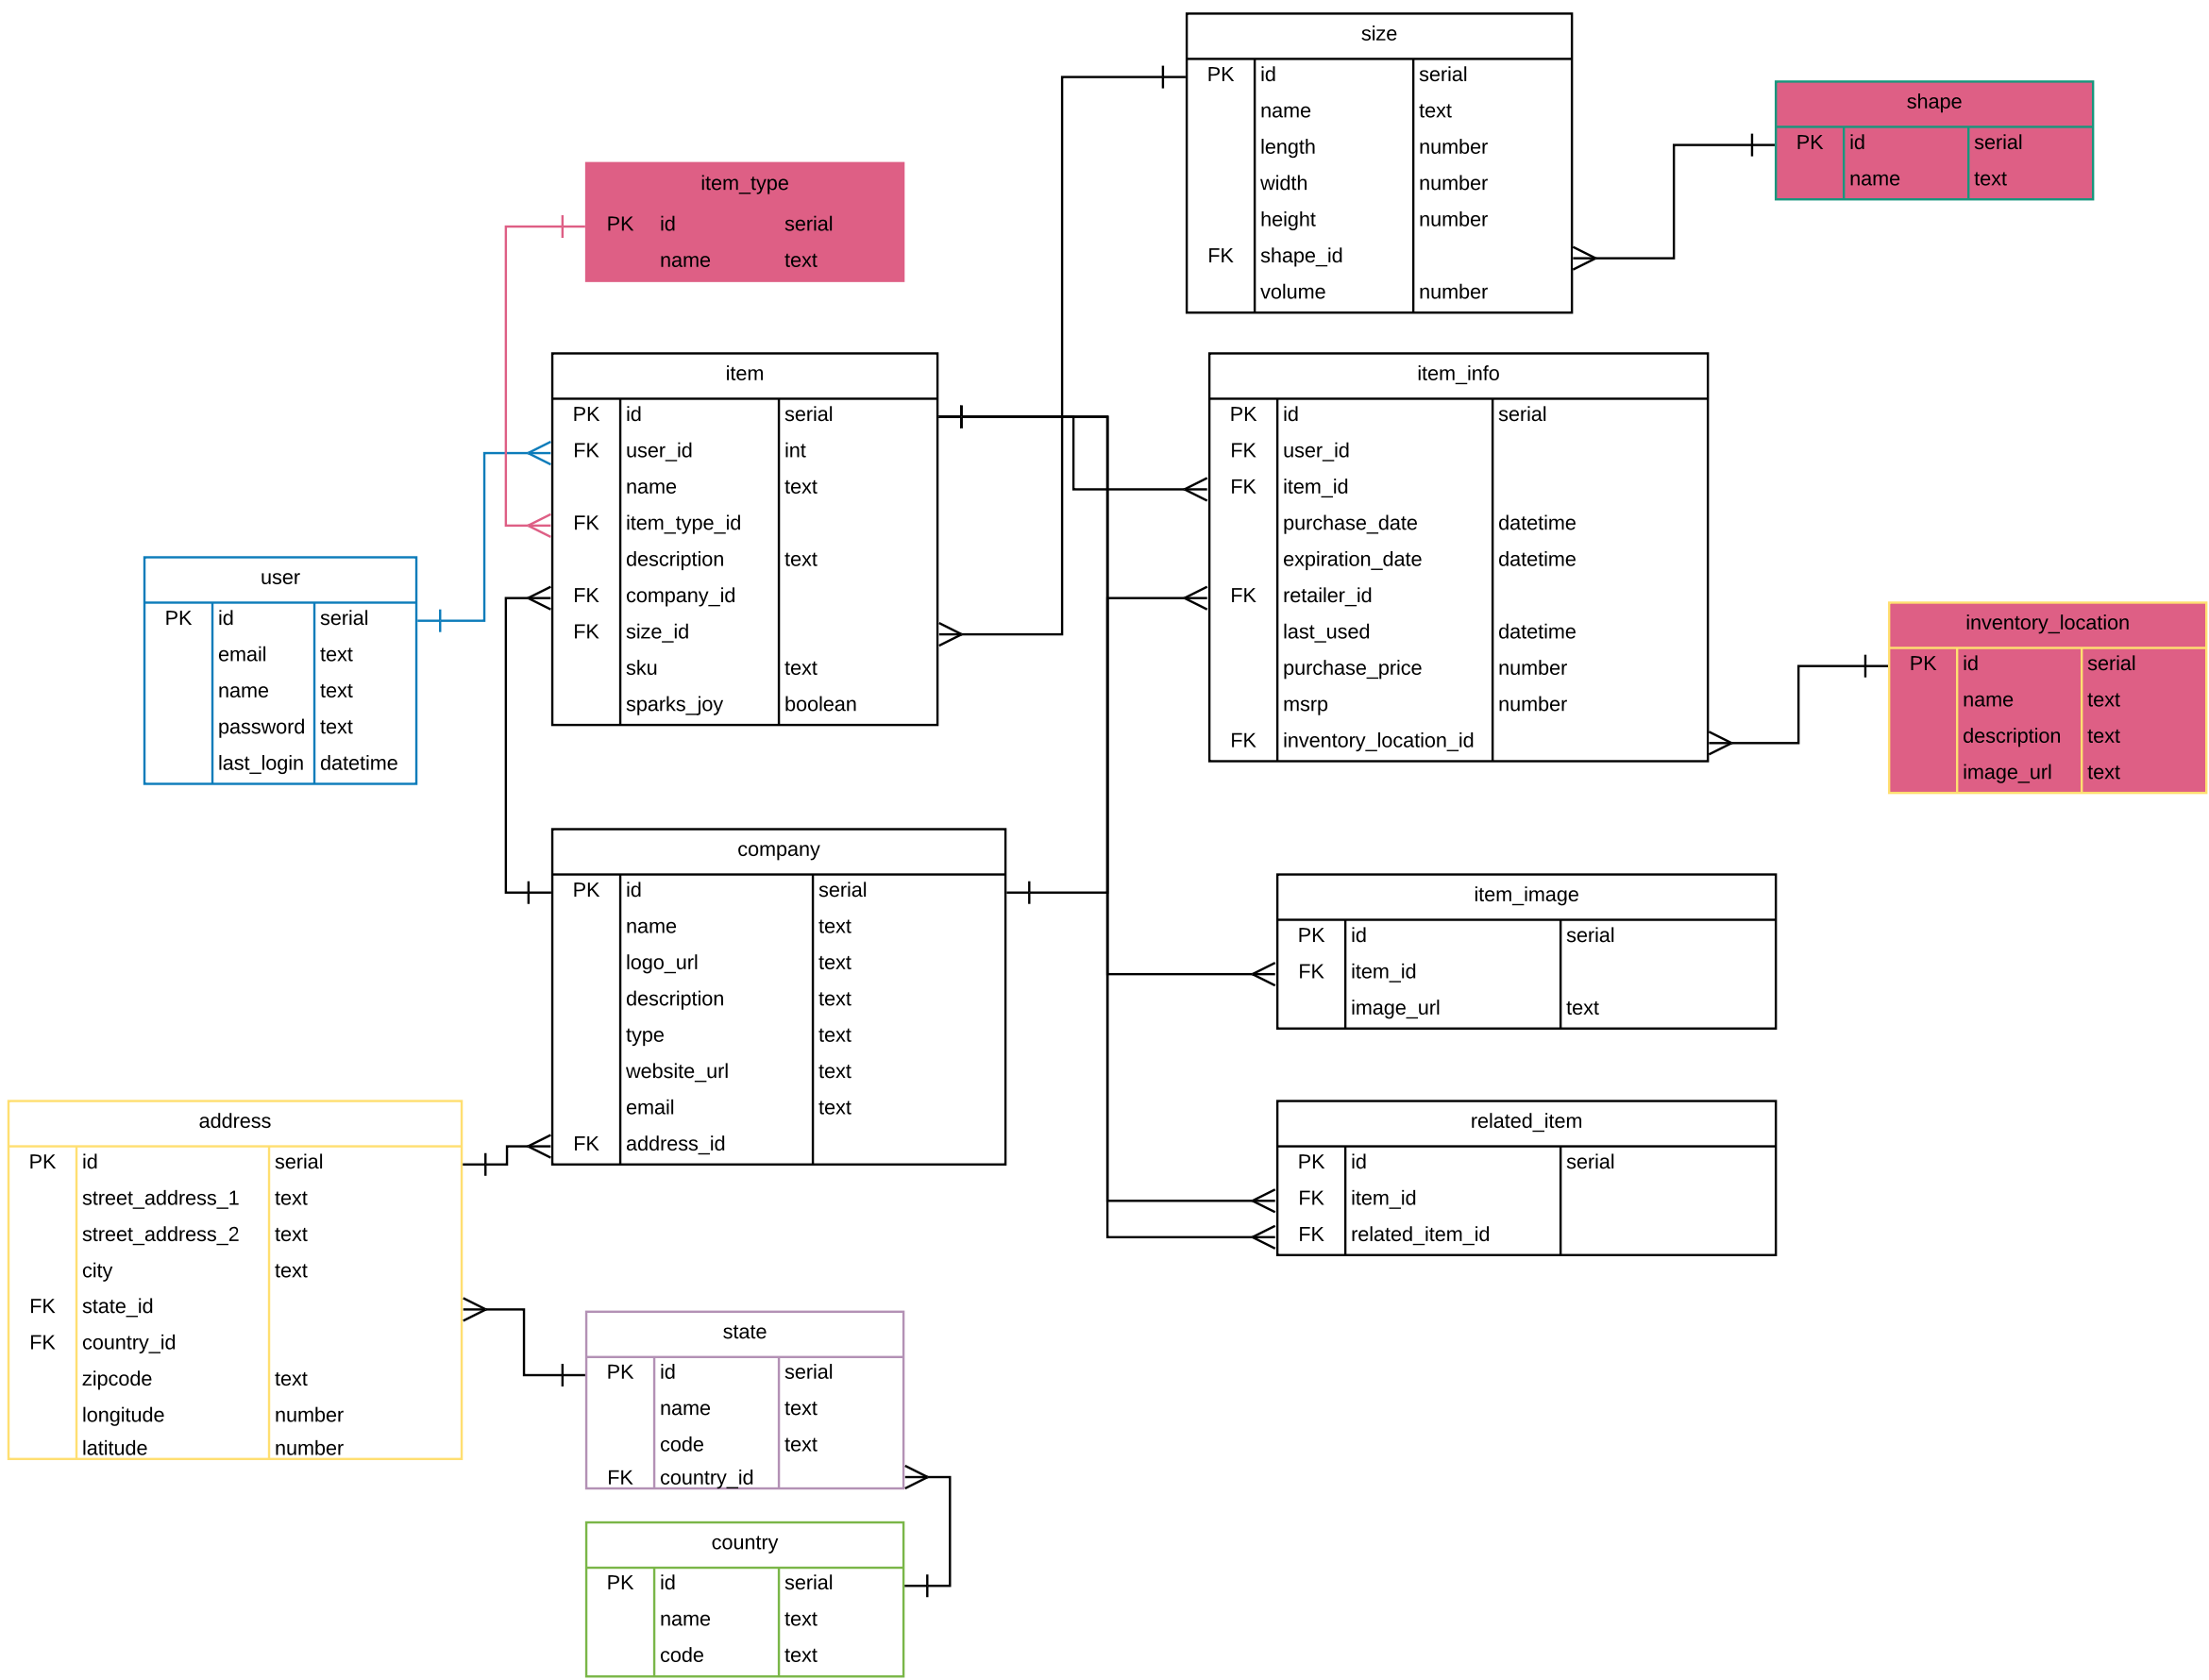 size
PK id serial
name text
length number
width number
height number
FK shape_id
volume number
shape
PK id serial
name text
item_type
PK id serial
name text
item
PK id serial
FK user_id int
name text
FK item_type_id
description text
FK company_id
FK size_id
sku text
sparks_joy boolean
item_info
PK id serial
FK user_id
FK item_id
purchase_date datetime
expiration_date datetime
FK retailer_id
last_used datetime
purchase_price number
msrp number
FK inventory_location_id
user
PK id serial
email text
name text
password text
last_login datetime
inventory_location
PK id serial
name text
description text
image_url text
company
PK id serial
name text
logo_url text
description text
type text
website_url text
email text
FK address_id
item_image
PK id serial
FK item_id
image_url text
address
PK id serial
street_address_1 text
street_address_2 text
city text
FK state_id
FK country_id
zipcode text
longitude number
latitude number
related_item
PK id serial
FK item_id
FK related_item_id
state
PK id serial
name text
code text
FK country_id
country
PK id serial
name text
code text